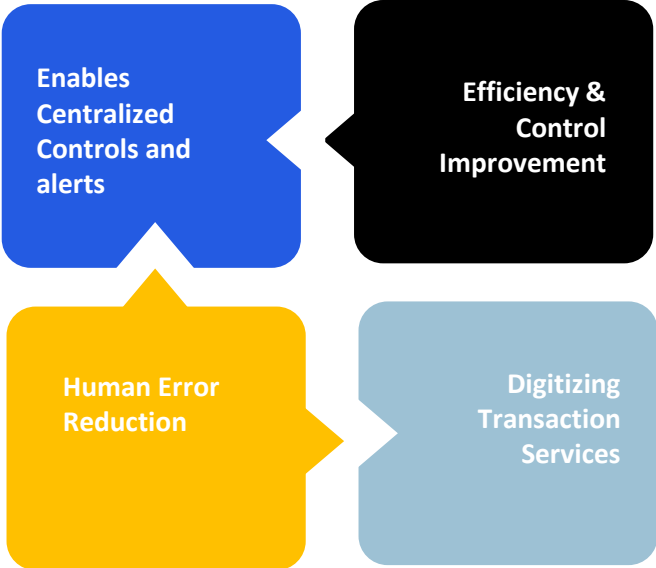 Enables
Centralized
Controls and
alerts
Efficiency &
Control
Improvement
Human Error
Reduction
Digitizing
Transaction
Services